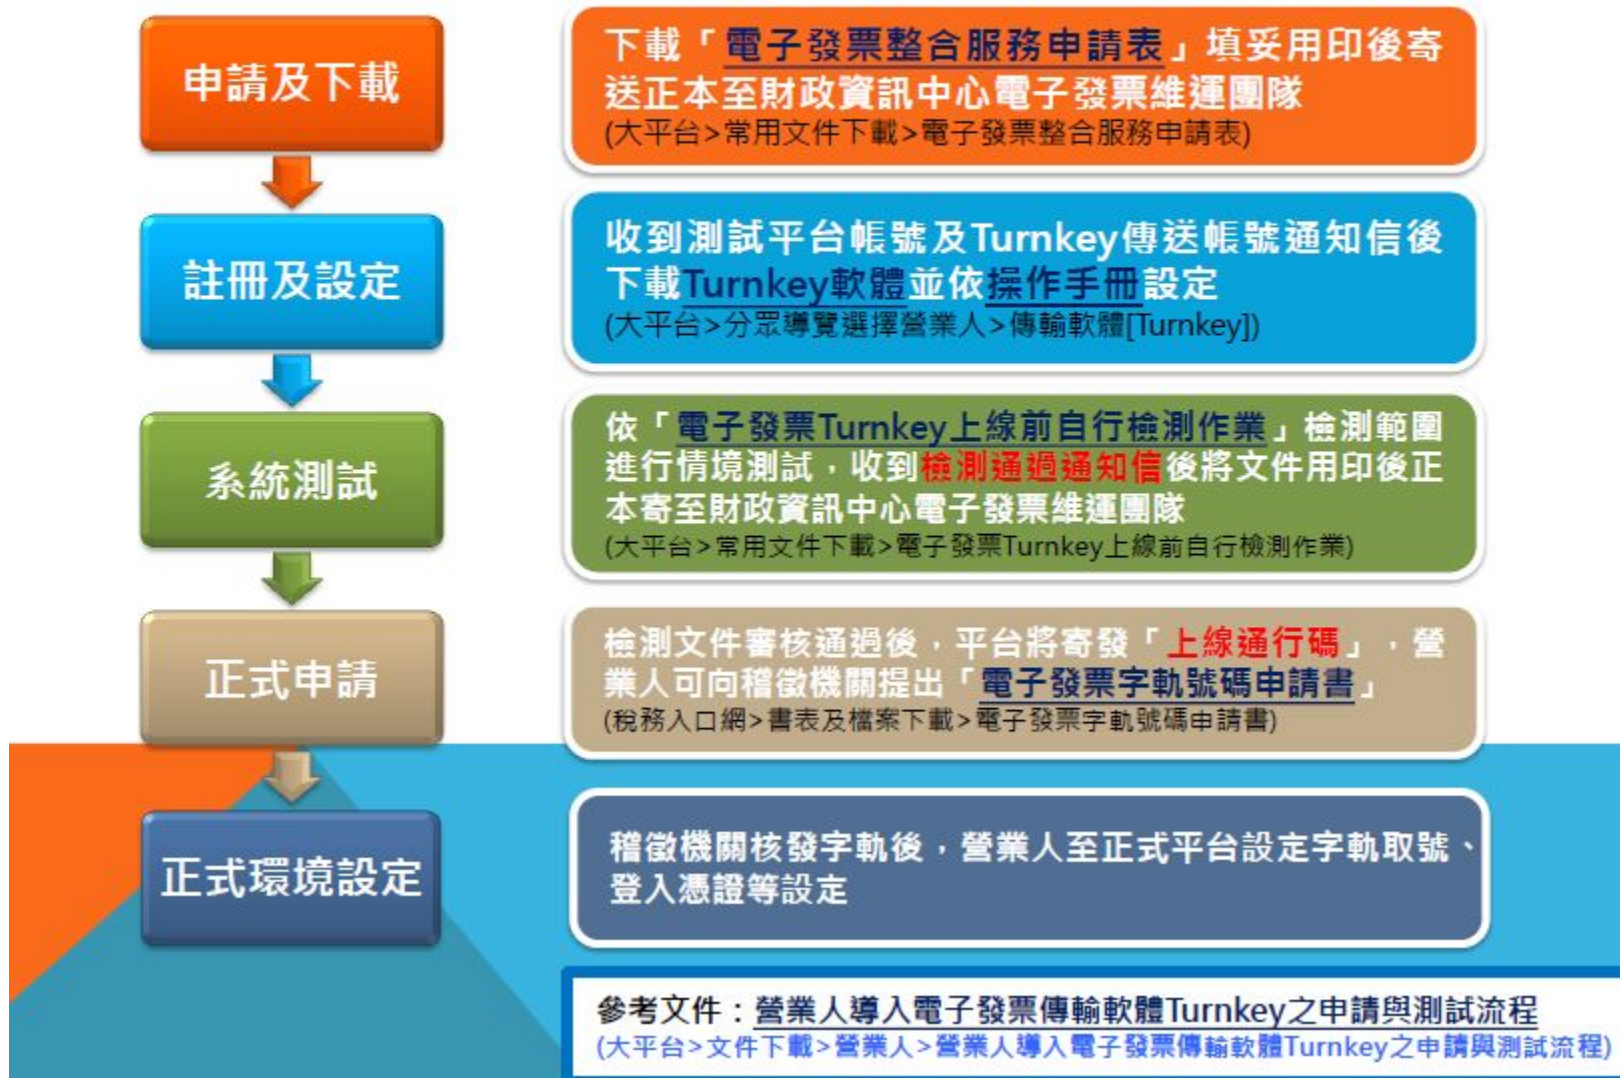 申請及下載
下載「電子發票整合服務申請表」填妥用印後寄
送正本至財政資訊中心電子發票維運團隊
(大平台>常用文件下載>電子發票整合服務申請表)
註冊及設定
收到測試平台帳號及Turnkey傳送帳號通知信後
下載Turnkey軟體並依操作手冊設定
(大平台>分眾導覽選擇營業人>傳輸軟體[Turnkey])
系統測試
依「電子發票Turnkey上線前自行檢測作業」檢測範圍
進行情境測試，收到檢測通過通知信後將文件用印後正
本寄至財政資訊中心電子發票維運團隊
(大平台>常用文件下載>電子發票Turnkey上線前自行檢測作業)
正式申請
檢測文件審核通過後，平台將寄發「上線通行碼」，營
業人可向稽徵機關提出「電子發票字軌號碼申請書」
(稅務入口網>書表及檔案下載>電子發票字軌號碼申請書)
正式環境設定
稽徵機關核發字軌後，營業人至正式平台設定字軌取號、
登入憑證等設定
參考文件：營業人導入電子發票傳輸軟體Turnkey之申請與測試流程
(大平台>文件下載>營業人>營業人導入電子發票傳輸軟體Turnkey之申請與測試流程)